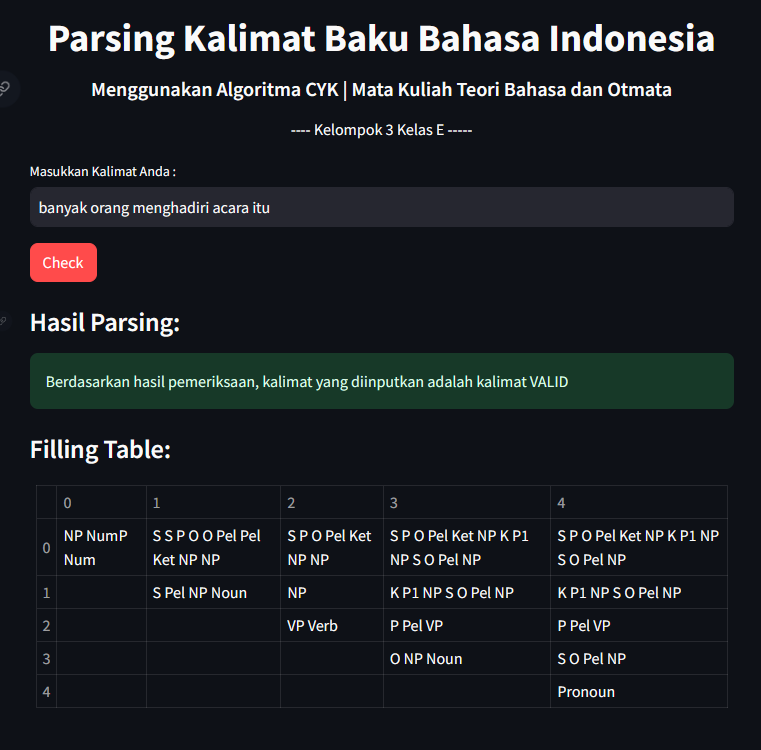 Parsing Kalimat Baku Bahasa Indonesia
Menggunakan Algoritma CYK | Mata Kuliah Teori Bahasa dan Otmata
---- Kelompok 3 Kelas E -----
Masukkan Kalimat Anda :
banyak orang menghadiri acara itu
Check
Hasil Parsing:
Berdasarkan hasil pemeriksaan, kalimat yang diinputkan adalah kalimat VALID
Filling Table:
0 1 2 3 4
0 NP NumP Num S S P O O Pel Pel Ket NP NP S P O Pel Ket NP NP S P O Pel Ket NP K P1 NP S O Pel NP S P O Pel Ket NP K P1 NP S O Pel NP
1 S Pel NP Noun NP K P1 NP S O Pel NP K P1 NP S O Pel NP
2 VP Verb P Pel VP P Pel VP
3 O NP Noun S O Pel NP
4 Pronoun